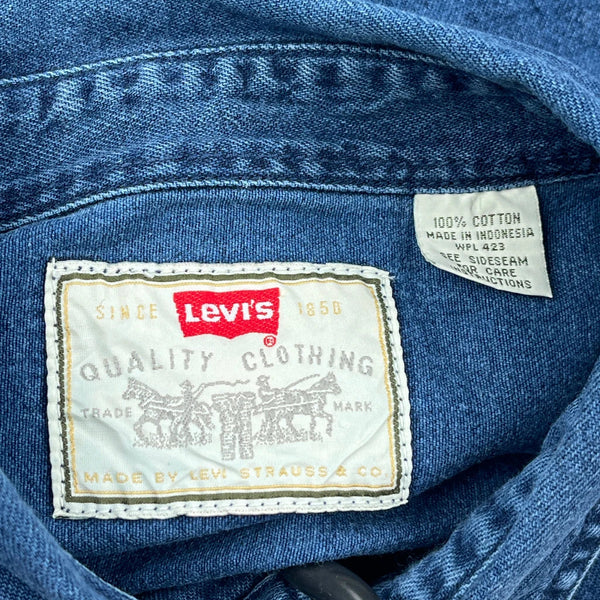 SINCE LEVI'S 1850
®
QUALITY CLOTHING
TRADE MARK
MADE BY LEVI STRAUSS & CO.
100% COTTON
MADE IN INDONESIA
WPL 423
SEE SIDESEAM
FOR CARE